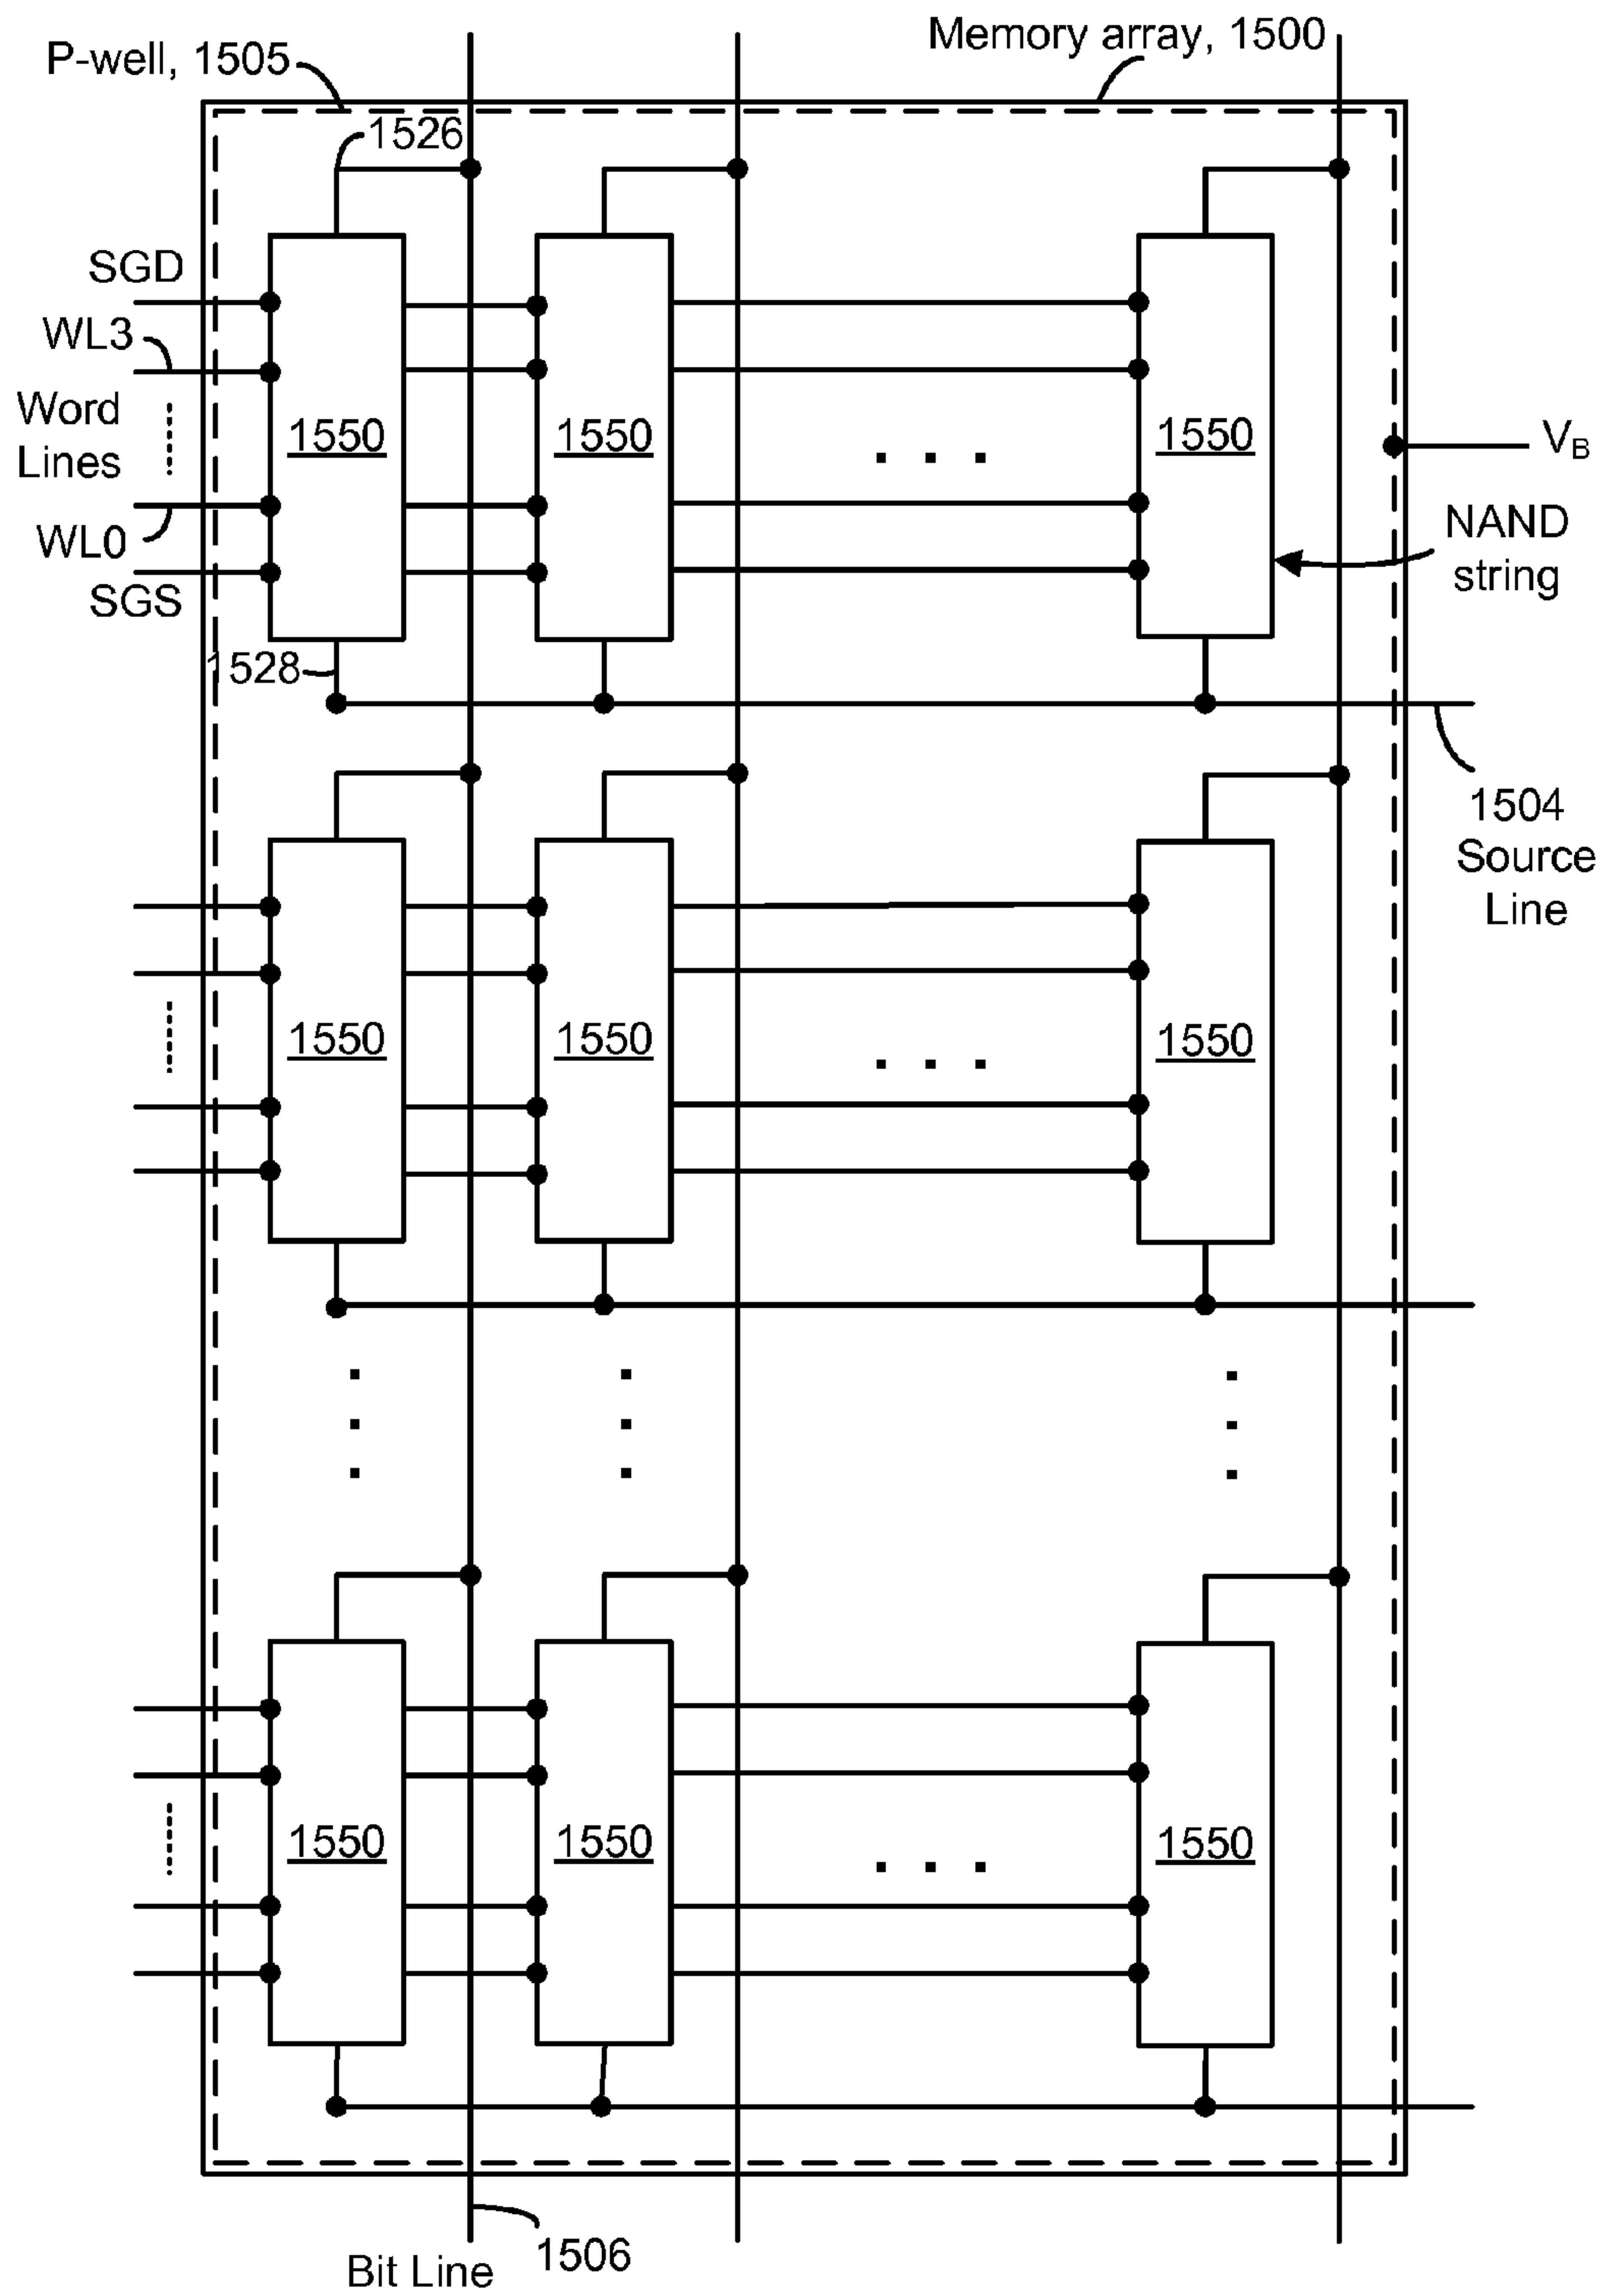 Memory array, 1500
P-well, 1505
1526
SGD
WL3
Word
Lines
WL0
SGS
1550
1550
1550
. . .
V_B
NAND
string
1528
1504
Source
Line
1550
1550
1550
. . .
1550
1550
1550
. . .
1506
Bit Line